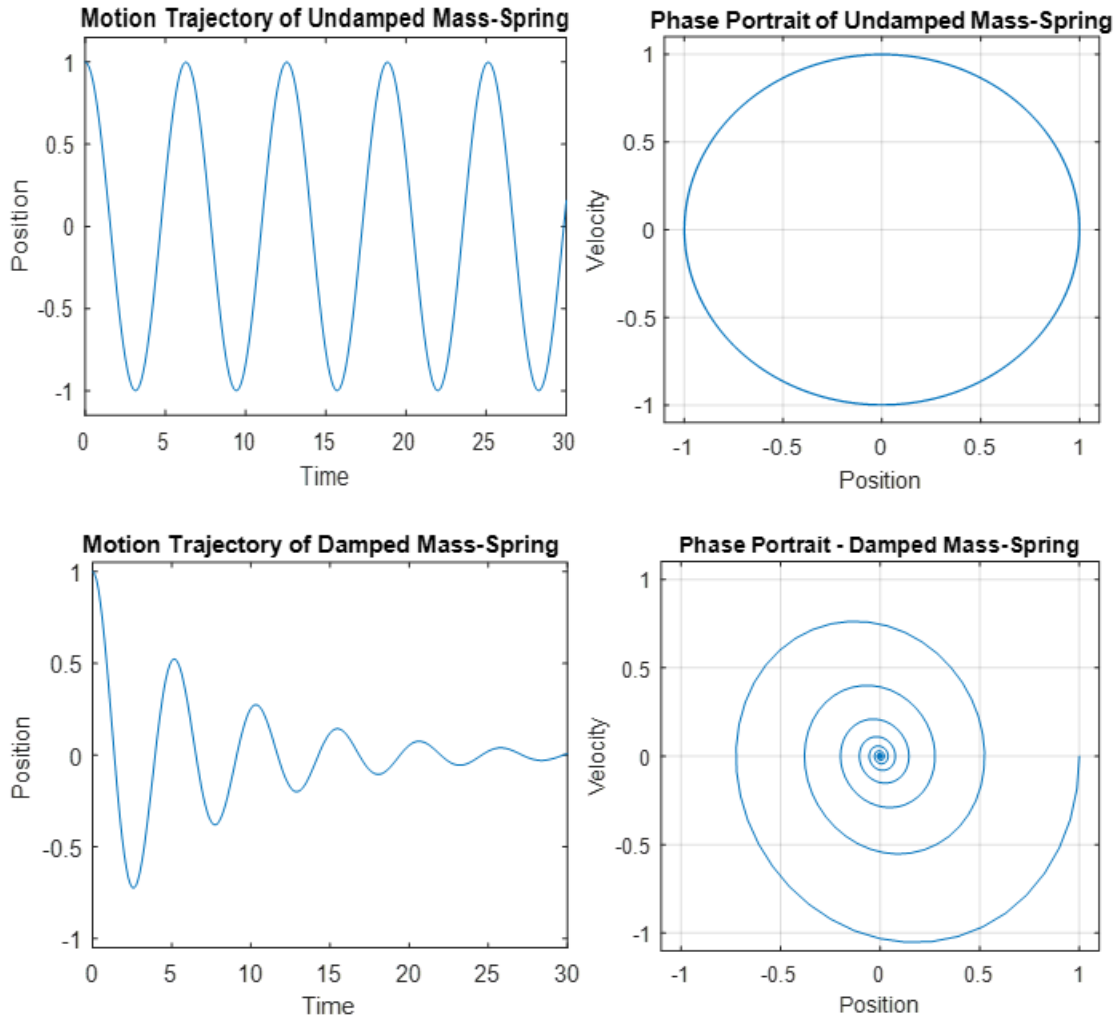 Motion Trajectory of Undamped Mass-Spring
1
0.5
0
-0.5
-1
Position
0 5 10 15 20 25 30
Time
Phase Portrait of Undamped Mass-Spring
1
0.5
0
-0.5
-1
Velocity
-1 -0.5 0 0.5 1
Position
Motion Trajectory of Damped Mass-Spring
1
0.5
0
-0.5
-1
Position
0 5 10 15 20 25 30
Time
Phase Portrait - Damped Mass-Spring
1
0.5
0
-0.5
-1
Velocity
-1 -0.5 0 0.5 1
Position